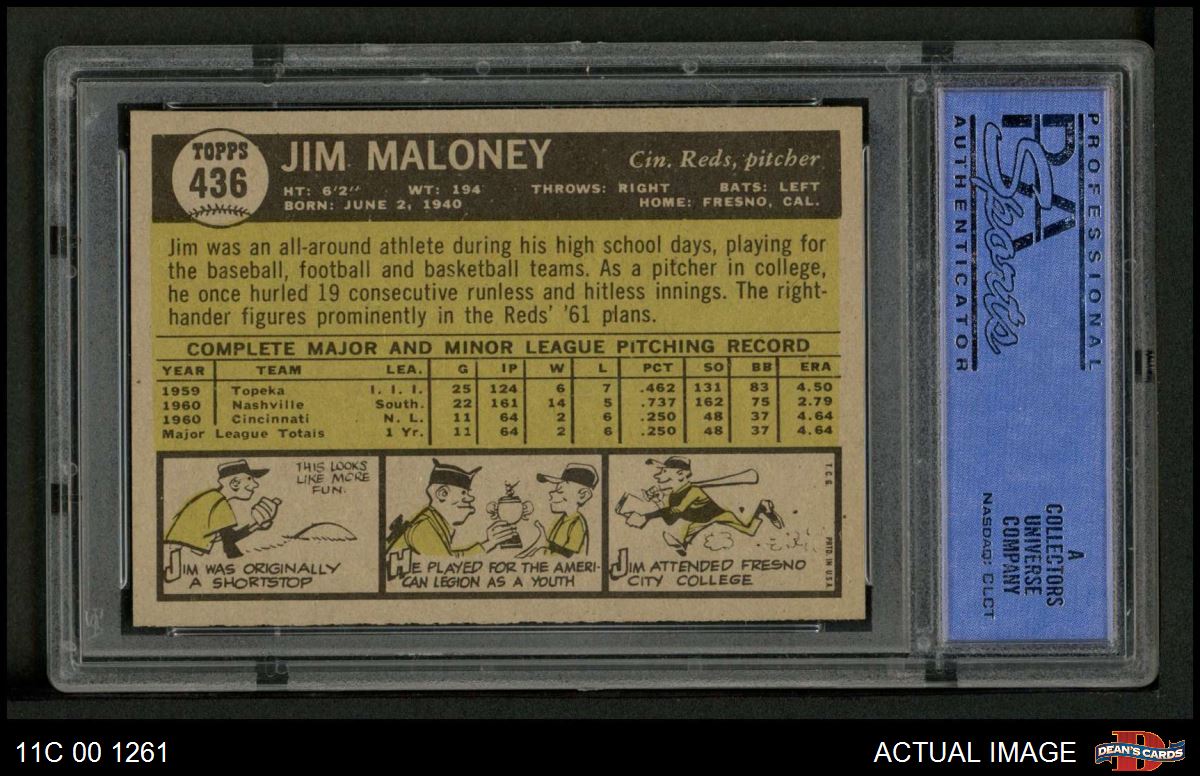 TOPPS
436
JIM MALONEY
Cin. Reds, pitcher
HT: 6'2" WT: 194 THROWS: RIGHT BATS: LEFT
BORN: JUNE 2, 1940 HOME: FRESNO, CAL.
Jim was an all-around athlete during his high school days, playing for
the baseball, football and basketball teams. As a pitcher in college,
he once hurled 19 consecutive runless and hitless innings. The right-
hander figures prominently in the Reds' '61 plans.
COMPLETE MAJOR AND MINOR LEAGUE PITCHING RECORD
YEAR TEAM LEA. G IP W L PCT SO BB ERA
1959 Topeka I. I. I. 25 124 6 7 .462 131 83 4.50
1960 Nashville South. 22 161 14 5 .737 162 75 2.79
1960 Cincinnati N. L. 11 64 2 6 .250 48 37 4.64
Major League Totals 1 Yr. 11 64 2 6 .250 48 37 4.64
THIS LOOKS
LIKE MORE
FUN.
JIM WAS ORIGINALLY
A SHORTSTOP
HE PLAYED FOR THE AMERI-
CAN LEGION AS A YOUTH
JIM ATTENDED FRESNO
CITY COLLEGE
T.C.G.
PRTD. IN U.S.A.
PROFESSIONAL
PSA
Sports
AUTHENTICATOR
A
COLLECTORS
UNIVERSE
COMPANY
NASDAQ: CLCT
11C 00 1261
ACTUAL IMAGE
DEAN'S CARDS